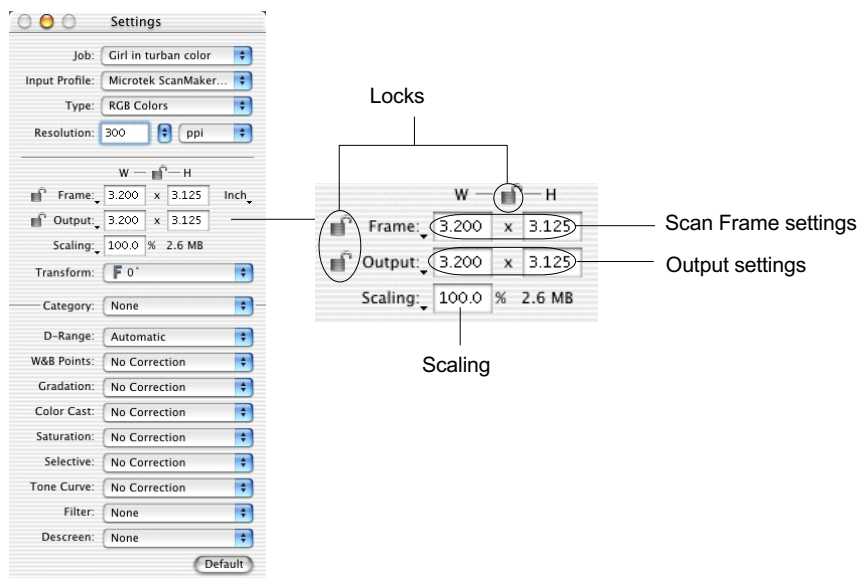 Settings
Job: Girl in turban color
Input Profile: Microtek ScanMaker...
Type: RGB Colors
Resolution: 300 ppi
W — H
Frame: 3.200 x 3.125 Inch
Output: 3.200 x 3.125
Scaling: 100.0 % 2.6 MB
Transform: F 0°
Category: None
D-Range: Automatic
W&B Points: No Correction
Gradation: No Correction
Color Cast: No Correction
Saturation: No Correction
Selective: No Correction
Tone Curve: No Correction
Filter: None
Descreen: None
Default
Locks
W — H
Frame: 3.200 x 3.125
Output: 3.200 x 3.125
Scaling: 100.0 % 2.6 MB
Scan Frame settings
Output settings
Scaling